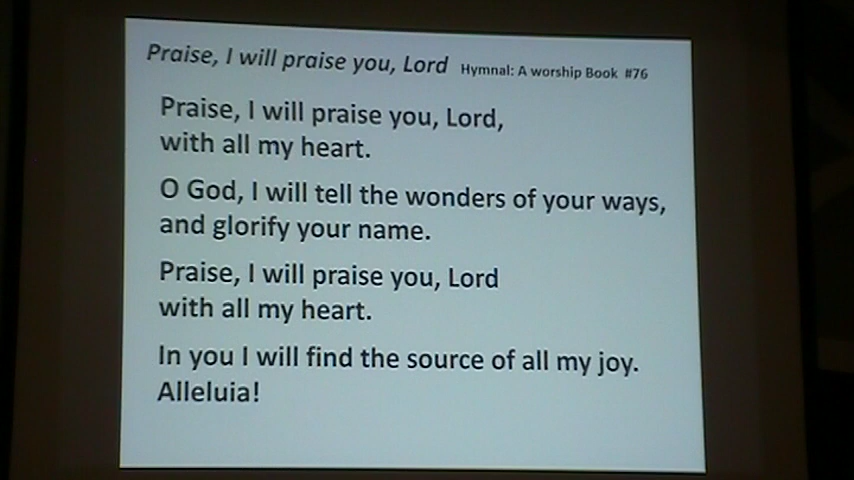 Praise, I will praise you, Lord Hymnal: A worship Book #76
Praise, I will praise you, Lord,
with all my heart.
O God, I will tell the wonders of your ways,
and glorify your name.
Praise, I will praise you, Lord
with all my heart.
In you I will find the source of all my joy.
Alleluia!